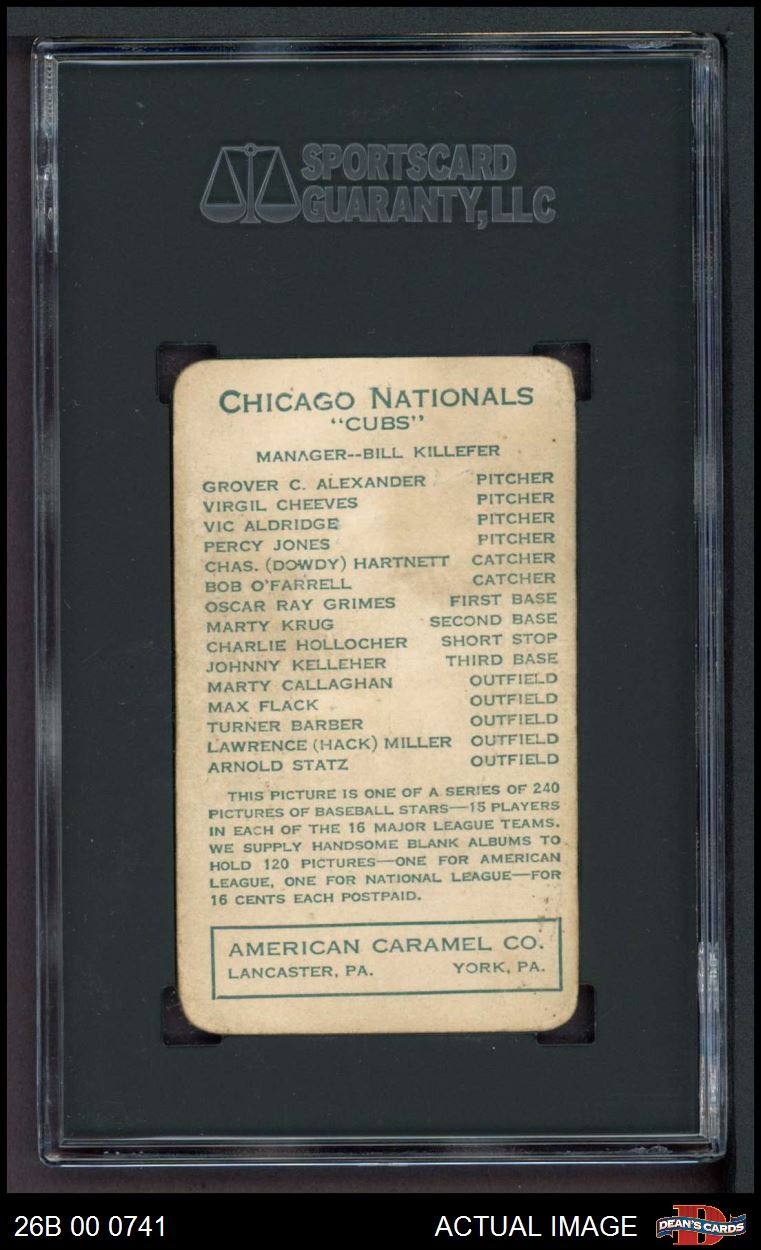 SPORTSCARD
GUARANTY, LLC
CHICAGO NATIONALS
"CUBS"
MANAGER--BILL KILLEFER
GROVER C. ALEXANDER PITCHER
VIRGIL CHEEVES PITCHER
VIC ALDRIDGE PITCHER
PERCY JONES PITCHER
CHAS. (DOWDY) HARTNETT CATCHER
BOB O'FARRELL CATCHER
OSCAR RAY GRIMES FIRST BASE
MARTY KRUG SECOND BASE
CHARLIE HOLLOCHER SHORT STOP
JOHNNY KELLEHER THIRD BASE
MARTY CALLAGHAN OUTFIELD
MAX FLACK OUTFIELD
TURNER BARBER OUTFIELD
LAWRENCE (HACK) MILLER OUTFIELD
ARNOLD STATZ OUTFIELD
THIS PICTURE IS ONE OF A SERIES OF 240
PICTURES OF BASEBALL STARS—15 PLAYERS
IN EACH OF THE 16 MAJOR LEAGUE TEAMS.
WE SUPPLY HANDSOME BLANK ALBUMS TO
HOLD 120 PICTURES—ONE FOR AMERICAN
LEAGUE, ONE FOR NATIONAL LEAGUE—FOR
16 CENTS EACH POSTPAID.
AMERICAN CARAMEL CO.
LANCASTER, PA. YORK, PA.
26B 00 0741 ACTUAL IMAGE DEAN'S CARDS